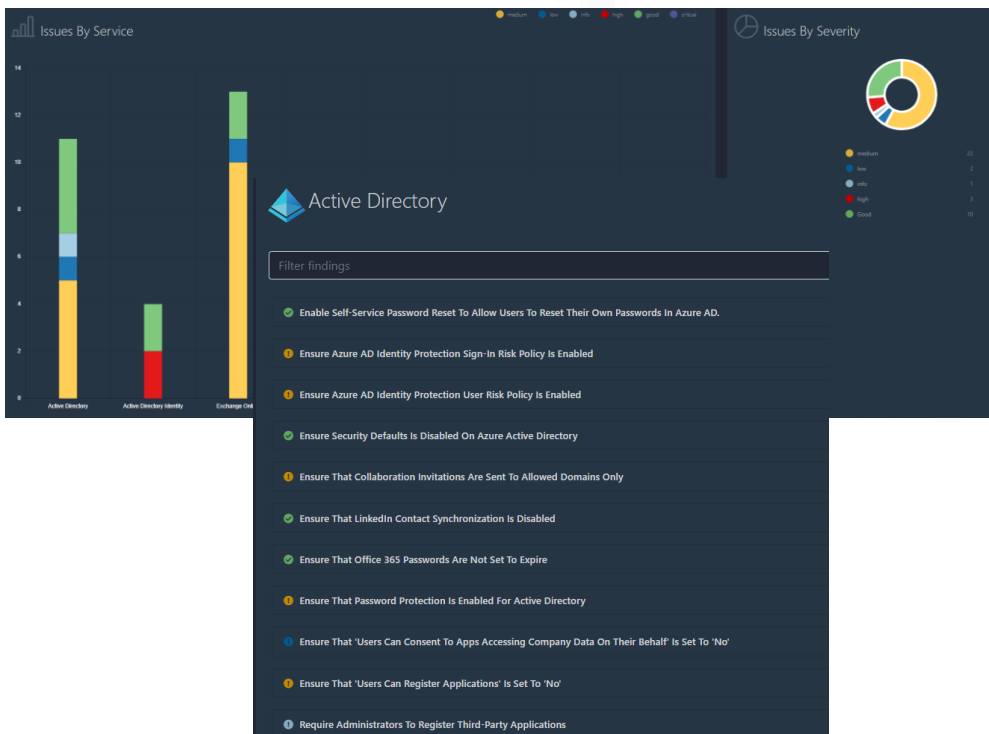 Issues By Service
medium low info high good critical
14
12
10
8
6
4
2
0
Active Directory Active Directory Identity Exchange Onl
Issues By Severity
medium
low 2
info 1
high
Good 10
Active Directory
Filter findings
Enable Self-Service Password Reset To Allow Users To Reset Their Own Passwords In Azure AD.
Ensure Azure AD Identity Protection Sign-In Risk Policy Is Enabled
Ensure Azure AD Identity Protection User Risk Policy Is Enabled
Ensure Security Defaults Is Disabled On Azure Active Directory
Ensure That Collaboration Invitations Are Sent To Allowed Domains Only
Ensure That LinkedIn Contact Synchronization Is Disabled
Ensure That Office 365 Passwords Are Not Set To Expire
Ensure That Password Protection Is Enabled For Active Directory
Ensure That 'Users Can Consent To Apps Accessing Company Data On Their Behalf' Is Set To 'No'
Ensure That 'Users Can Register Applications' Is Set To 'No'
Require Administrators To Register Third-Party Applications